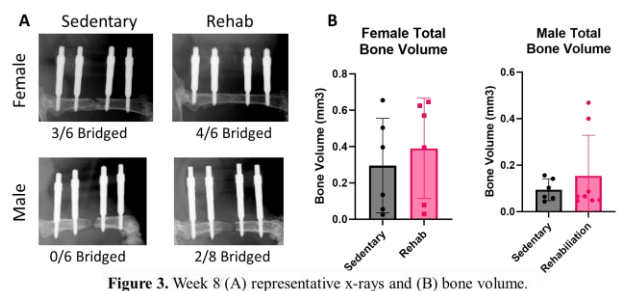 A
Sedentary
Rehab
Female
3/6 Bridged
4/6 Bridged
Male
0/6 Bridged
2/8 Bridged
B
Female Total
Bone Volume
Bone Volume (mm3)
0.8
0.6
0.4
0.2
0.0
Sedentary
Rehab
Male Total
Bone Volume
Bone Volume (mm3)
0.6
0.4
0.2
0.0
Sedentary
Rehabiliation
Figure 3. Week 8 (A) representative x-rays and (B) bone volume.